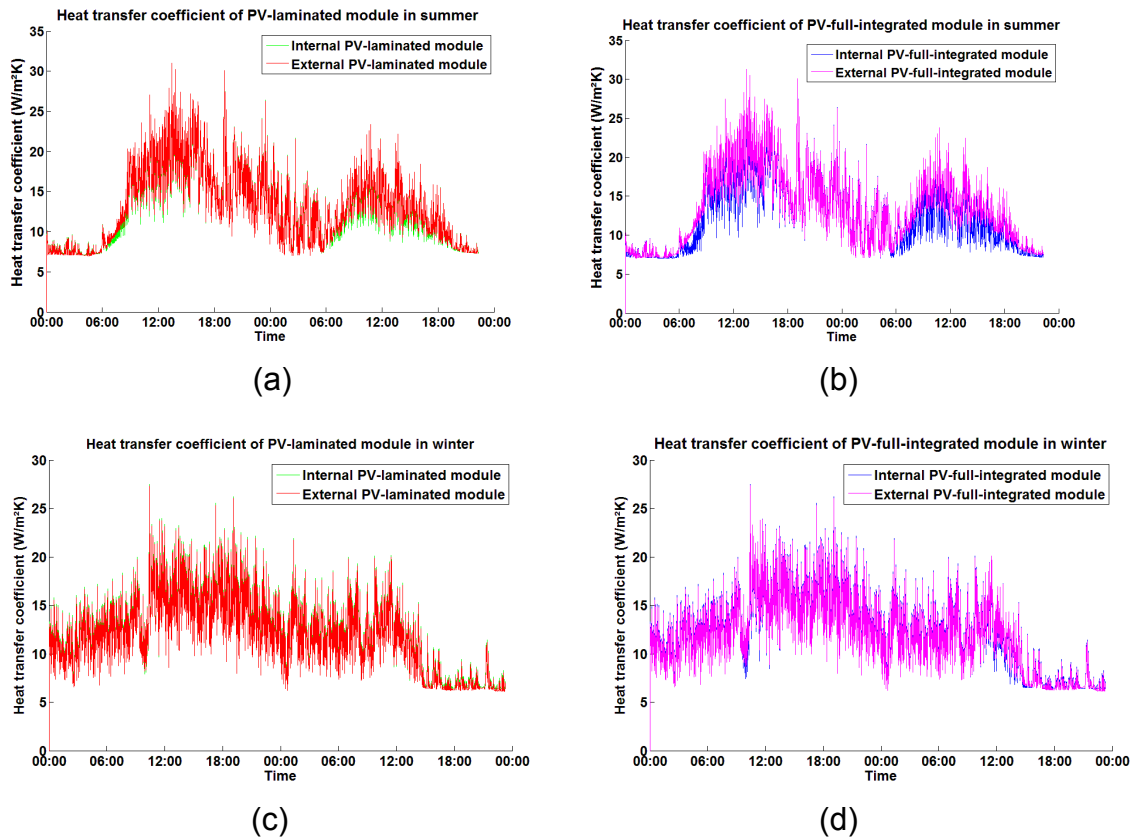 Heat transfer coefficient of PV-laminated module in summer
Heat transfer coefficient (W/m²K)
35
30
25
20
15
10
5
0
Internal PV-laminated module
External PV-laminated module
00:00 06:00 12:00 18:00 00:00 06:00 12:00 18:00 00:00
Time
(a)
Heat transfer coefficient of PV-full-integrated module in summer
Heat transfer coefficient (W/m²K)
35
30
25
20
15
10
5
0
Internal PV-full-integrated module
External PV-full-integrated module
00:00 06:00 12:00 18:00 00:00 06:00 12:00 18:00 00:00
Time
(b)
Heat transfer coefficient of PV-laminated module in winter
Heat transfer coefficient (W/m²K)
30
25
20
15
10
5
0
Internal PV-laminated module
External PV-laminated module
00:00 06:00 12:00 18:00 00:00 06:00 12:00 18:00 00:00
Time
(c)
Heat transfer coefficient of PV-full-integrated module in winter
Heat transfer coefficient (W/m²K)
30
25
20
15
10
5
0
Internal PV-full-integrated module
External PV-full-integrated module
00:00 06:00 12:00 18:00 00:00 06:00 12:00 18:00 00:00
Time
(d)